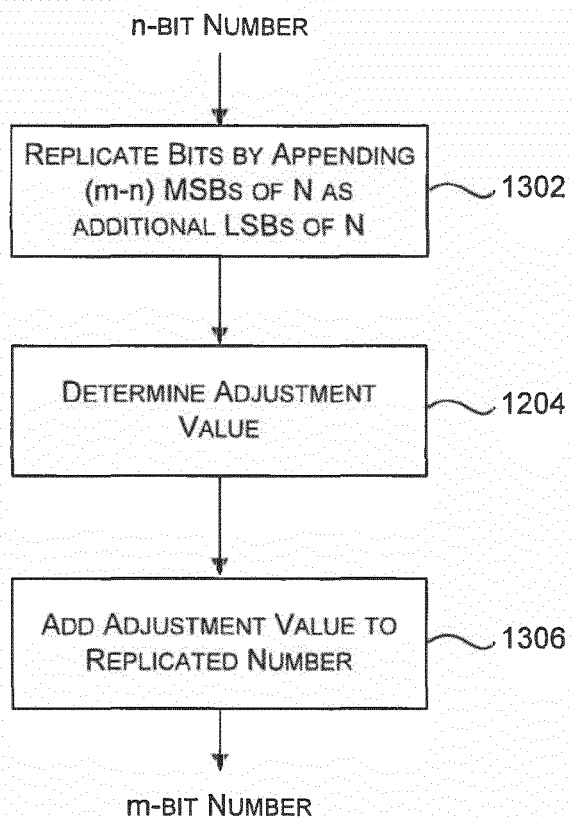 n-BIT NUMBER
REPLICATE BITS BY APPENDING
(m-n) MSBS OF N AS
ADDITIONAL LSBS OF N
1302
DETERMINE ADJUSTMENT
VALUE
1204
ADD ADJUSTMENT VALUE TO
REPLICATED NUMBER
1306
m-BIT NUMBER